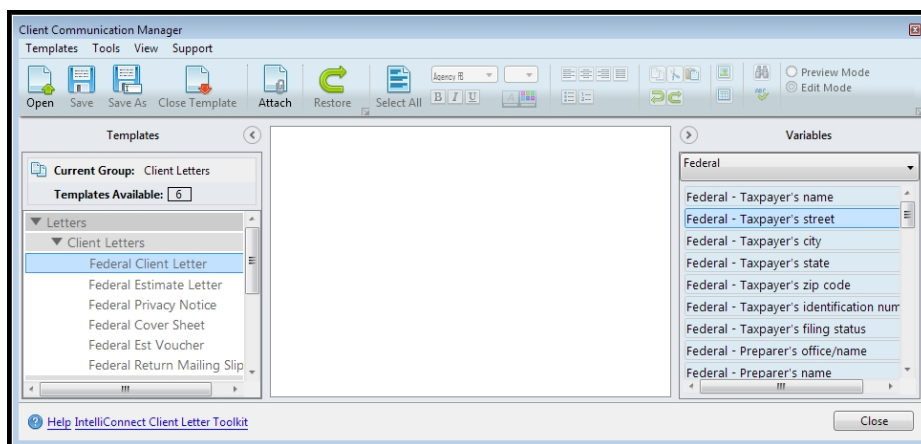 Client Communication Manager
Templates Tools View Support
Open Save Save As Close Template Attach Restore Select All
Agency FB
B I U A
ABC
Preview Mode
Edit Mode
Templates
Current Group: Client Letters
Templates Available: 6
Letters
Client Letters
Federal Client Letter
Federal Estimate Letter
Federal Privacy Notice
Federal Cover Sheet
Federal Est Voucher
Federal Return Mailing Slip
Variables
Federal
Federal - Taxpayer's name
Federal - Taxpayer's street
Federal - Taxpayer's city
Federal - Taxpayer's state
Federal - Taxpayer's zip code
Federal - Taxpayer's identification num
Federal - Taxpayer's filing status
Federal - Preparer's office/name
Federal - Preparer's name
Help IntelliConnect Client Letter Toolkit
Close